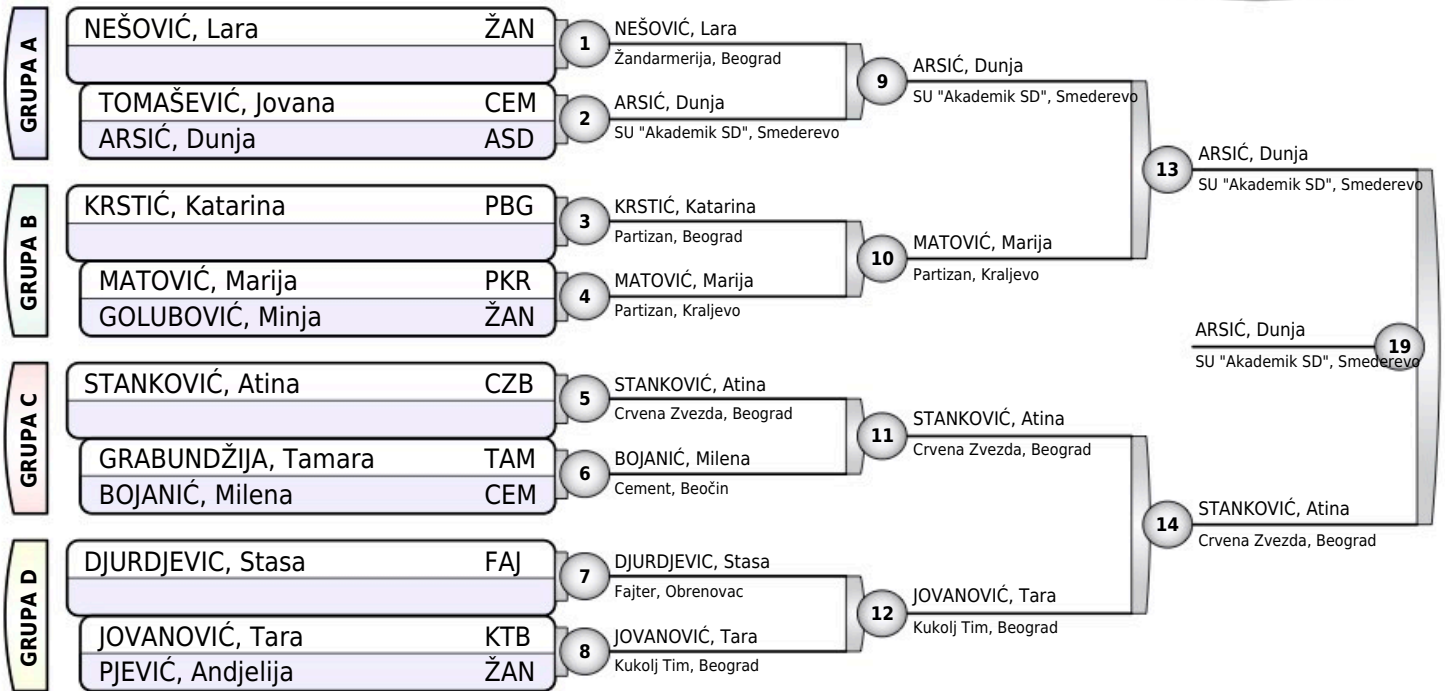 GRUPA A
NEŠOVIĆ, Lara ŽAN
TOMAŠEVIĆ, Jovana CEM
ARSIĆ, Dunja ASD
GRUPA B
KRSTIĆ, Katarina PBG
MATOVIĆ, Marija PKR
GOLUBOVIĆ, Minja ŽAN
GRUPA C
STANKOVIĆ, Atina CZB
GRABUNDŽIJA, Tamara TAM
BOJANIĆ, Milena CEM
GRUPA D
DJURDJEVIC, Stasa FAJ
JOVANOVIĆ, Tara KTB
PJEVIĆ, Andjelija ŽAN
1
NEŠOVIĆ, Lara
Žandarmerija, Beograd
2
ARSIĆ, Dunja
SU "Akademik SD", Smederevo
3
KRSTIĆ, Katarina
Partizan, Beograd
4
MATOVIĆ, Marija
Partizan, Kraljevo
5
STANKOVIĆ, Atina
Crvena Zvezda, Beograd
6
BOJANIĆ, Milena
Cement, Beočin
7
DJURDJEVIC, Stasa
Fajter, Obrenovac
8
JOVANOVIĆ, Tara
Kukolj Tim, Beograd
9
ARSIĆ, Dunja
SU "Akademik SD", Smederevo
10
MATOVIĆ, Marija
Partizan, Kraljevo
11
STANKOVIĆ, Atina
Crvena Zvezda, Beograd
12
JOVANOVIĆ, Tara
Kukolj Tim, Beograd
13
ARSIĆ, Dunja
SU "Akademik SD", Smederevo
14
STANKOVIĆ, Atina
Crvena Zvezda, Beograd
ARSIĆ, Dunja
19
SU "Akademik SD", Smederevo